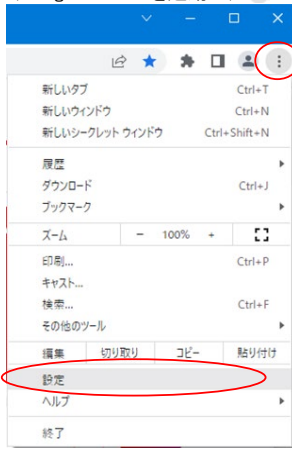 新しいタブ Ctrl+T
新しいウィンドウ Ctrl+N
新しいシークレット ウィンドウ Ctrl+Shift+N
履歴
ダウンロード Ctrl+J
ブックマーク
ズーム - 100% +
印刷... Ctrl+P
キャスト...
検索... Ctrl+F
その他のツール
編集 切り取り コピー 貼り付け
設定
ヘルプ
終了